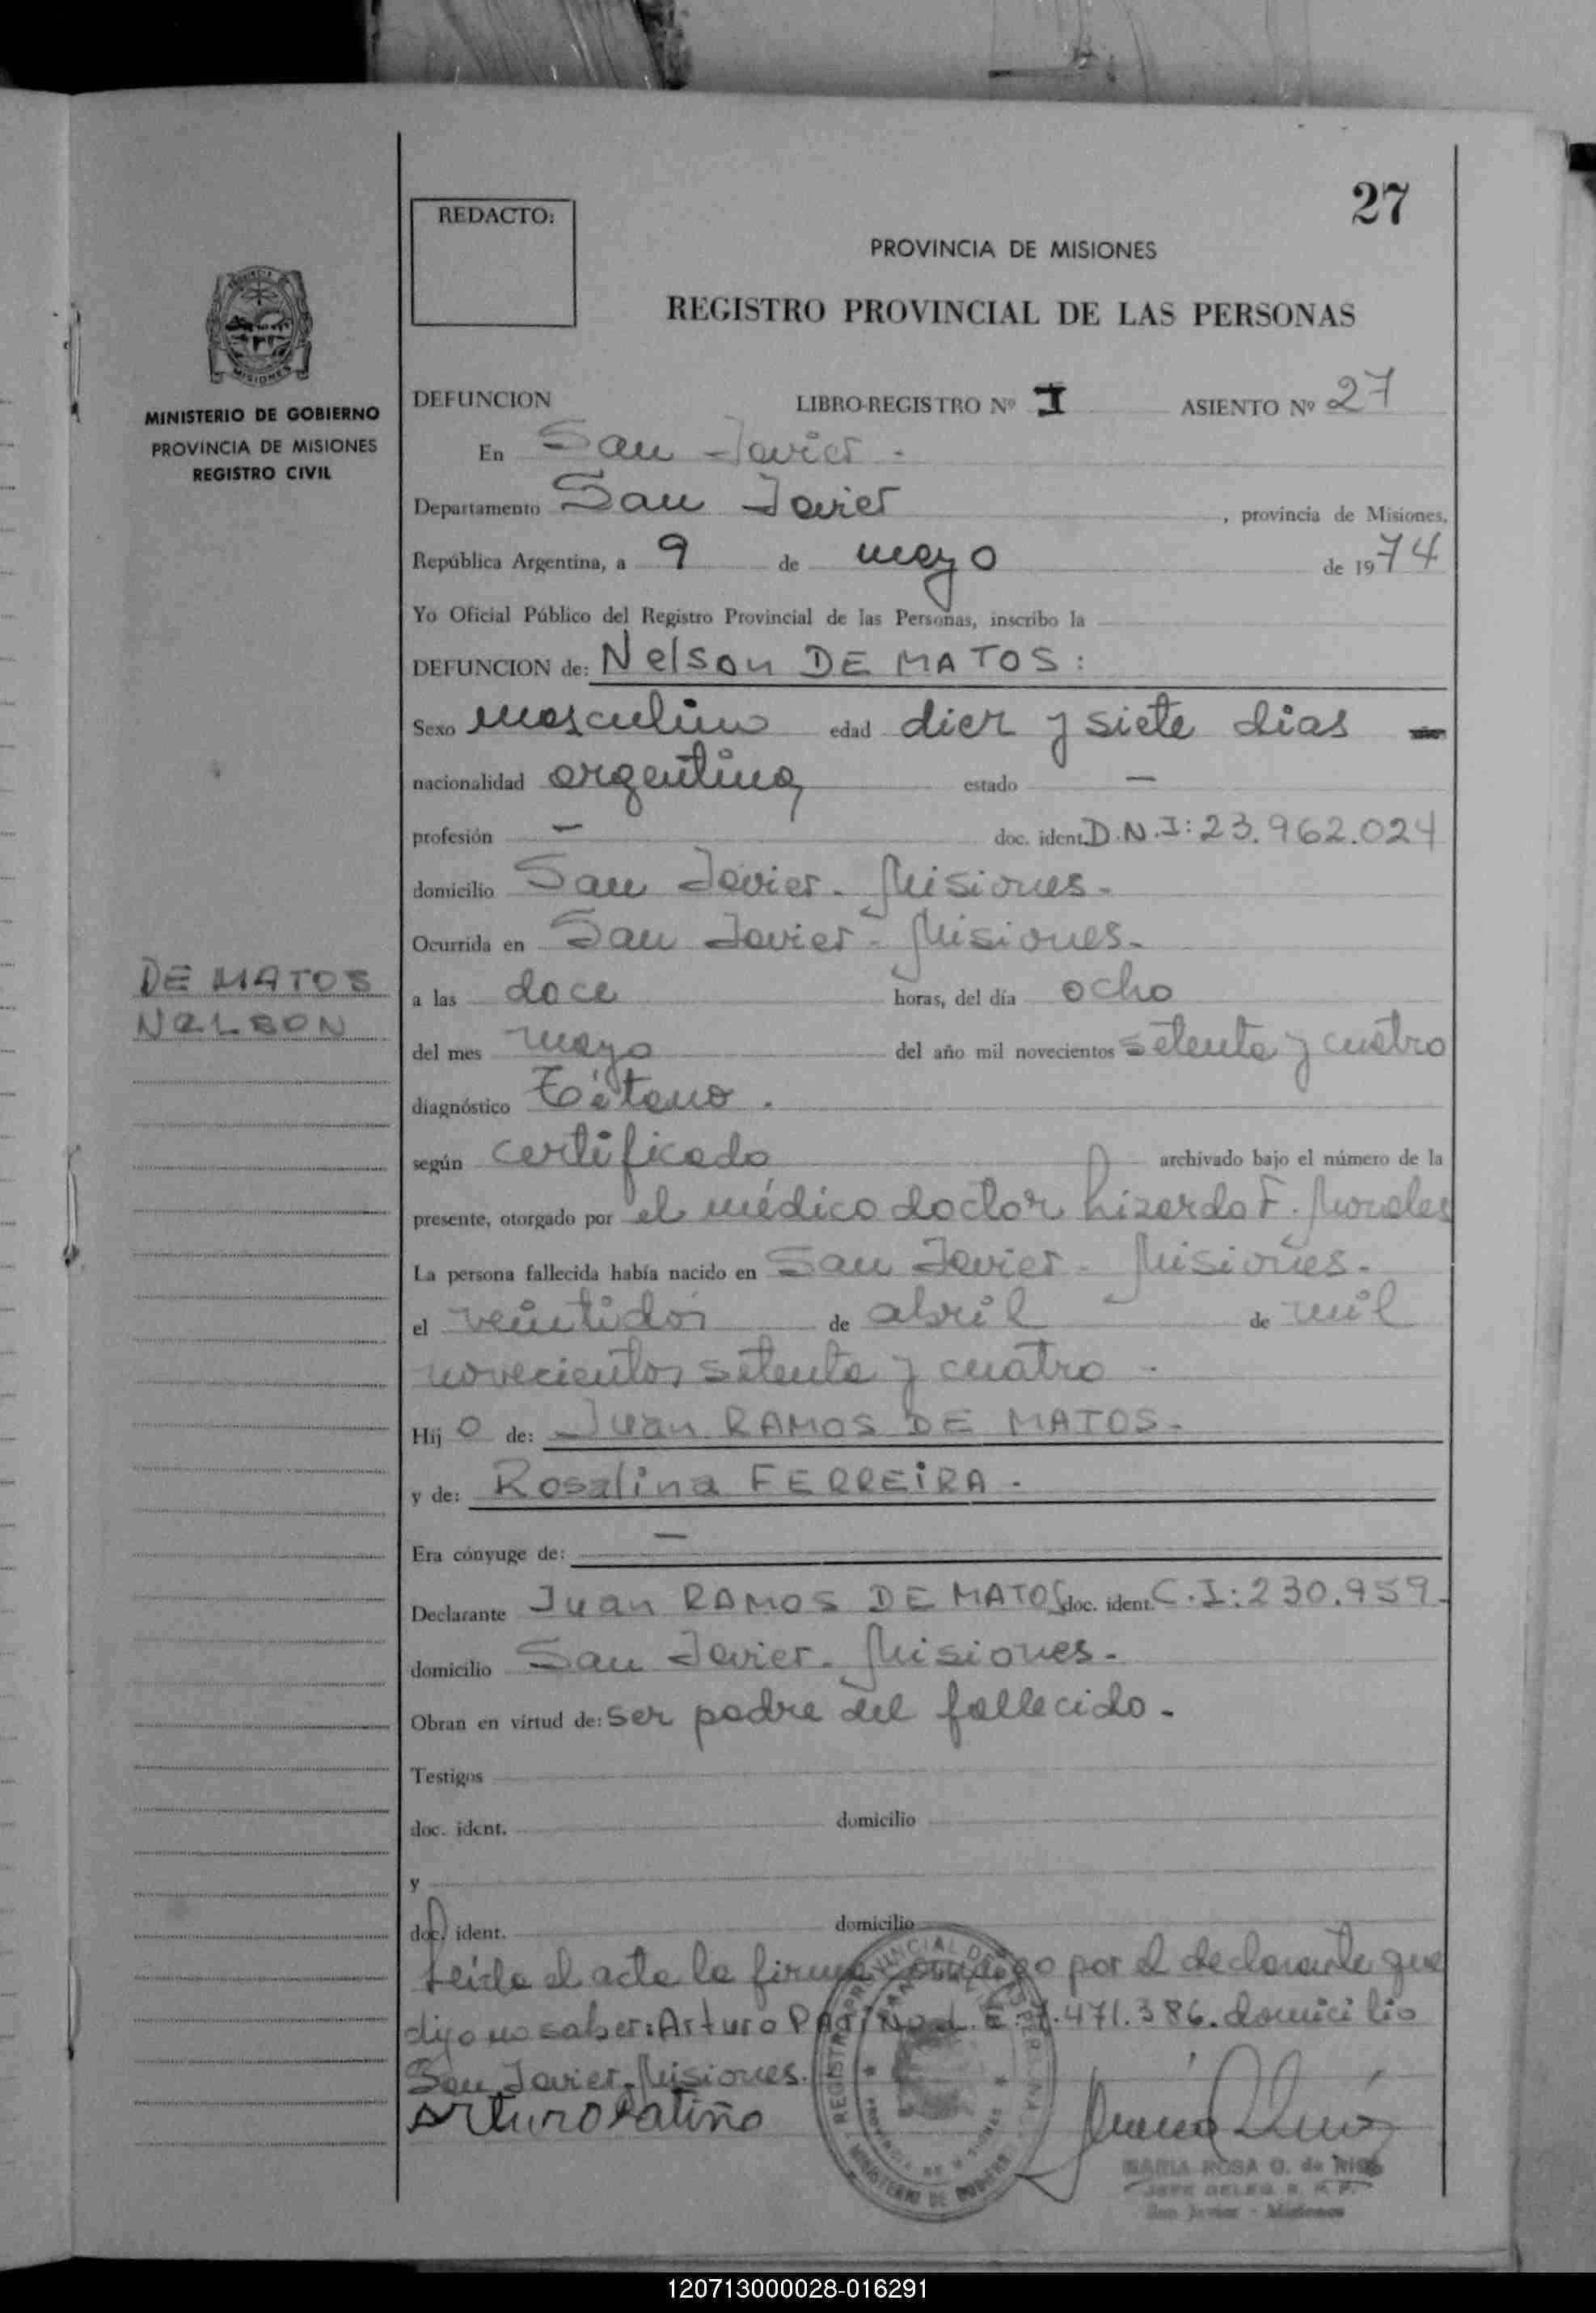 27
REDACTO:
PROVINCIA DE MISIONES
REGISTRO PROVINCIAL DE LAS PERSONAS
MISIONES
MINISTERIO DE GOBIERNO
PROVINCIA DE MISIONES
REGISTRO CIVIL
DEFUNCION LIBRO-REGISTRO Nº I ASIENTO Nº 27
En San Javier -
Departamento San Javier , provincia de Misiones,
República Argentina, a 9 de mayo de 1974
Yo Oficial Público del Registro Provincial de las Personas, inscribo la
DEFUNCION de: Nelson DE MATOS:
Sexo masculino edad diez y siete dias
nacionalidad argentina estado —
profesión — doc. ident. D.N.I: 23.962.024
domicilio San Javier - Misiones -
Ocurrida en San Javier - Misiones -
DE MATOS
NELSON
a las doce horas, del día ocho
del mes mayo del año mil novecientos setenta y cuatro
diagnóstico Tétano .
según certificado archivado bajo el número de la
presente, otorgado por el médico doctor Lizardo F. Morales
La persona fallecida había nacido en San Javier - Misiones -
el veintidos de abril de mil
novecientos setenta y cuatro -
Hij o de: Juan RAMOS DE MATOS -
y de: Rosalina FERREIRA -
Era cónyuge de: —
Declarante Juan RAMOS DE MATOS doc. ident. C.I: 230.959 -
domicilio San Javier - Misiones -
Obran en virtud de: ser padre del fallecido -
Testigos
doc. ident. domicilio
y
doc. ident. domicilio
Leida el acta la firma conmigo por el declarante que
dijo no saber: Arturo PATIÑO L.E. 7.471.386. domicilio
San Javier - Misiones.
Arturo Patiño
MARIA ROSA O. de
JEFE DELEG. R. P. P.
San Javier - Misiones
120713000028-016291